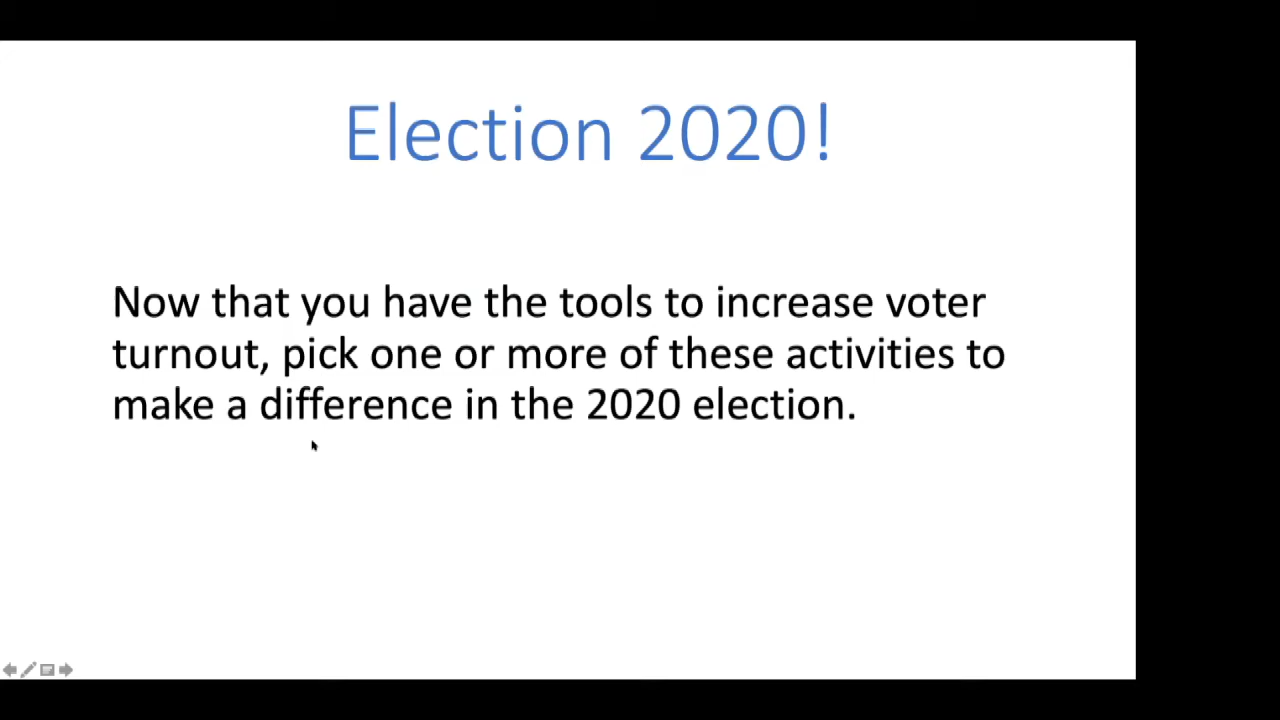 Election 2020!
Now that you have the tools to increase voter
turnout, pick one or more of these activities to
make a difference in the 2020 election.